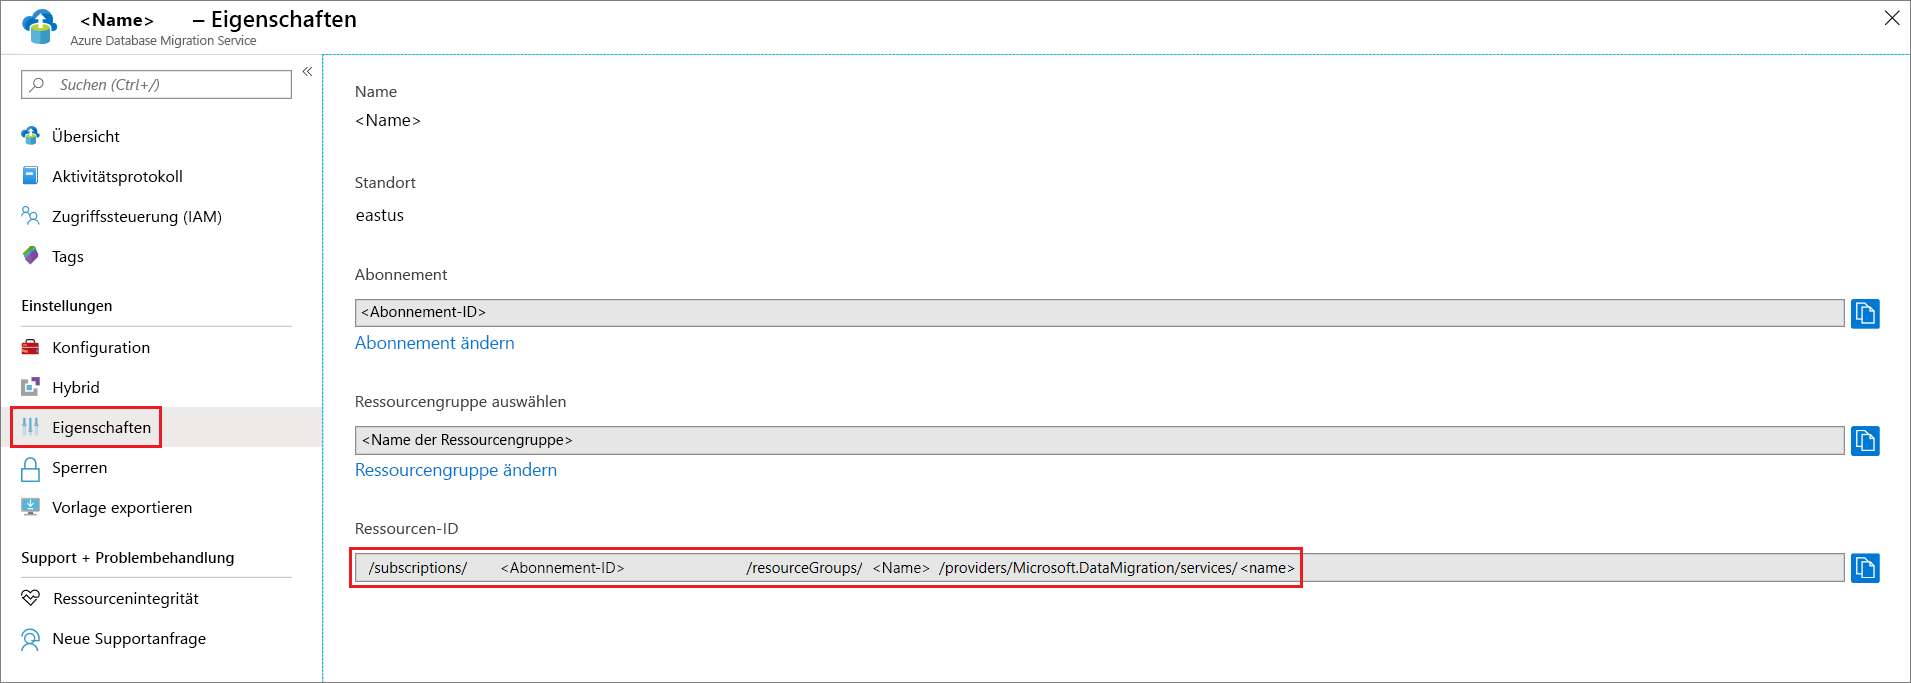 <Name> – Eigenschaften
Azure Database Migration Service
Suchen (Ctrl+/)
«
Übersicht
Aktivitätsprotokoll
Zugriffssteuerung (IAM)
Tags
Einstellungen
Konfiguration
Hybrid
Eigenschaften
Sperren
Vorlage exportieren
Support + Problembehandlung
Ressourcenintegrität
Neue Supportanfrage
Name
<Name>
Standort
eastus
Abonnement
<Abonnement-ID>
Abonnement ändern
Ressourcengruppe auswählen
<Name der Ressourcengruppe>
Ressourcengruppe ändern
Ressourcen-ID
/subscriptions/ <Abonnement-ID> /resourceGroups/ <Name> /providers/Microsoft.DataMigration/services/ <name>